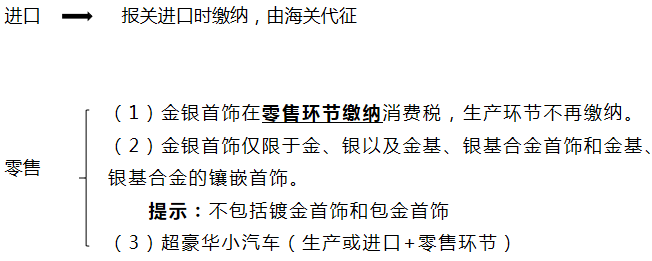 进口 报关进口时缴纳，由海关代征
（1）金银首饰在零售环节缴纳消费税，生产环节不再缴纳。
（2）金银首饰仅限于金、银以及金基、银基合金首饰和金基、
零售
银基合金的镶嵌首饰。
提示：不包括镀金首饰和包金首饰
（3）超豪华小汽车（生产或进口+零售环节）